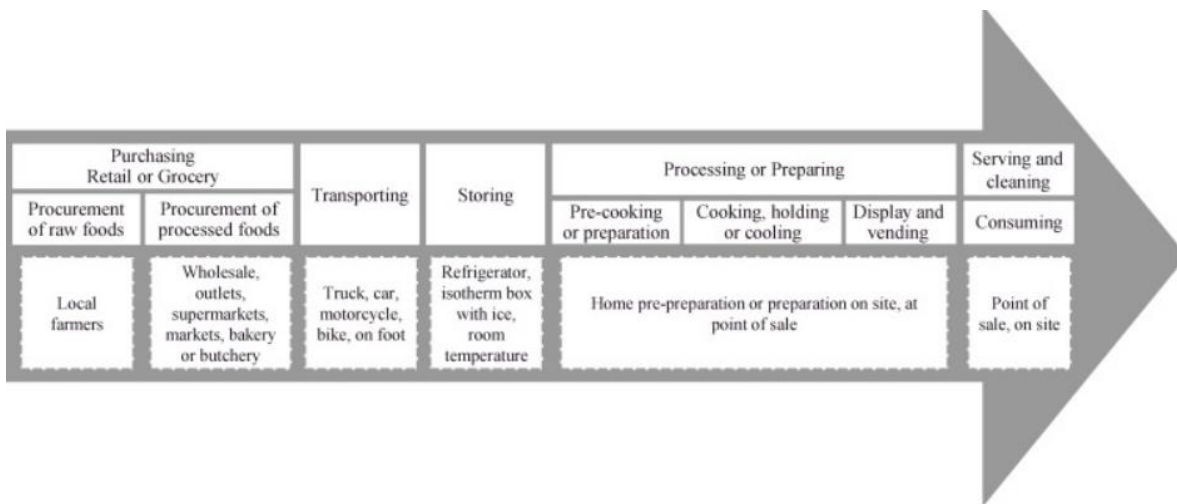 Purchasing
Retail or Grocery
Transporting
Storing
Processing or Preparing
Serving and
cleaning
Procurement
of raw foods
Procurement of
processed foods
Pre-cooking
or preparation
Cooking, holding
or cooling
Display and
vending
Consuming
Local
farmers
Wholesale,
outlets,
supermarkets,
markets, bakery
or butchery
Truck, car,
motorcycle,
bike, on foot
Refrigerator,
isotherm box
with ice,
room
temperature
Home pre-preparation or preparation on site, at
point of sale
Point of
sale, on site